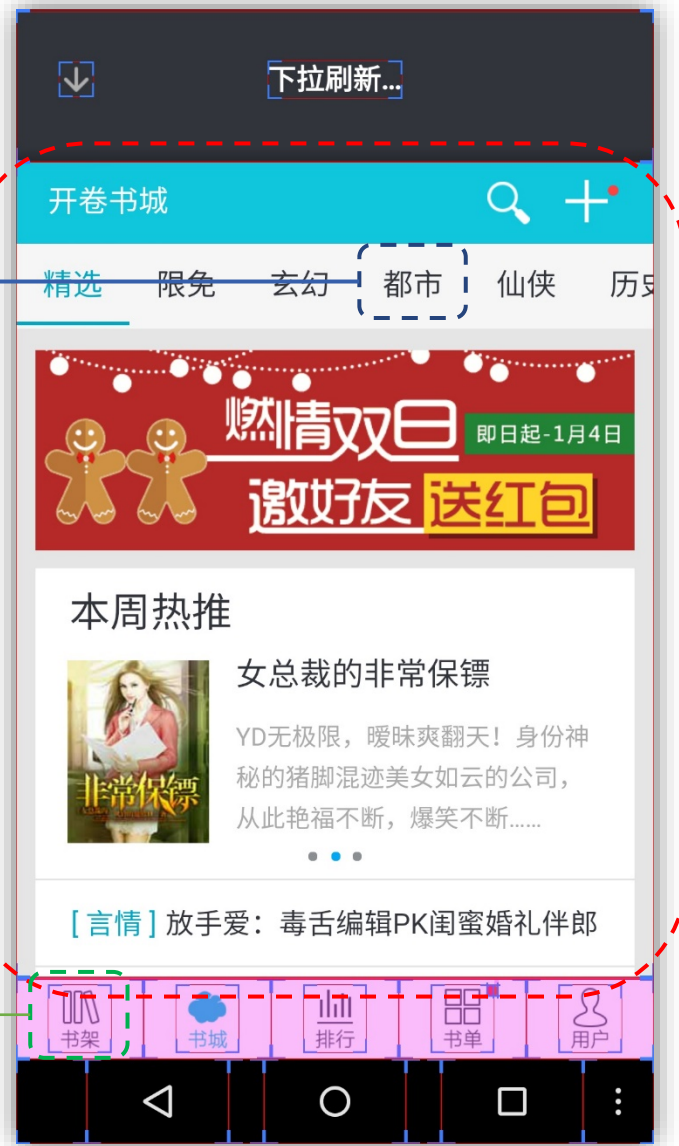 下拉刷新...
开卷书城
精选 限免 玄幻 都市 仙侠 历史
燃情双旦 即日起-1月4日
邀好友 送红包
本周热推
女总裁的非常保镖
YD无极限，暧昧爽翻天！身份神
秘的猪脚混迹美女如云的公司，
从此艳福不断，爆笑不断……
非常保镖
[言情] 放手爱：毒舌编辑PK闺蜜婚礼伴郎
书架 书城 排行 书单 用户